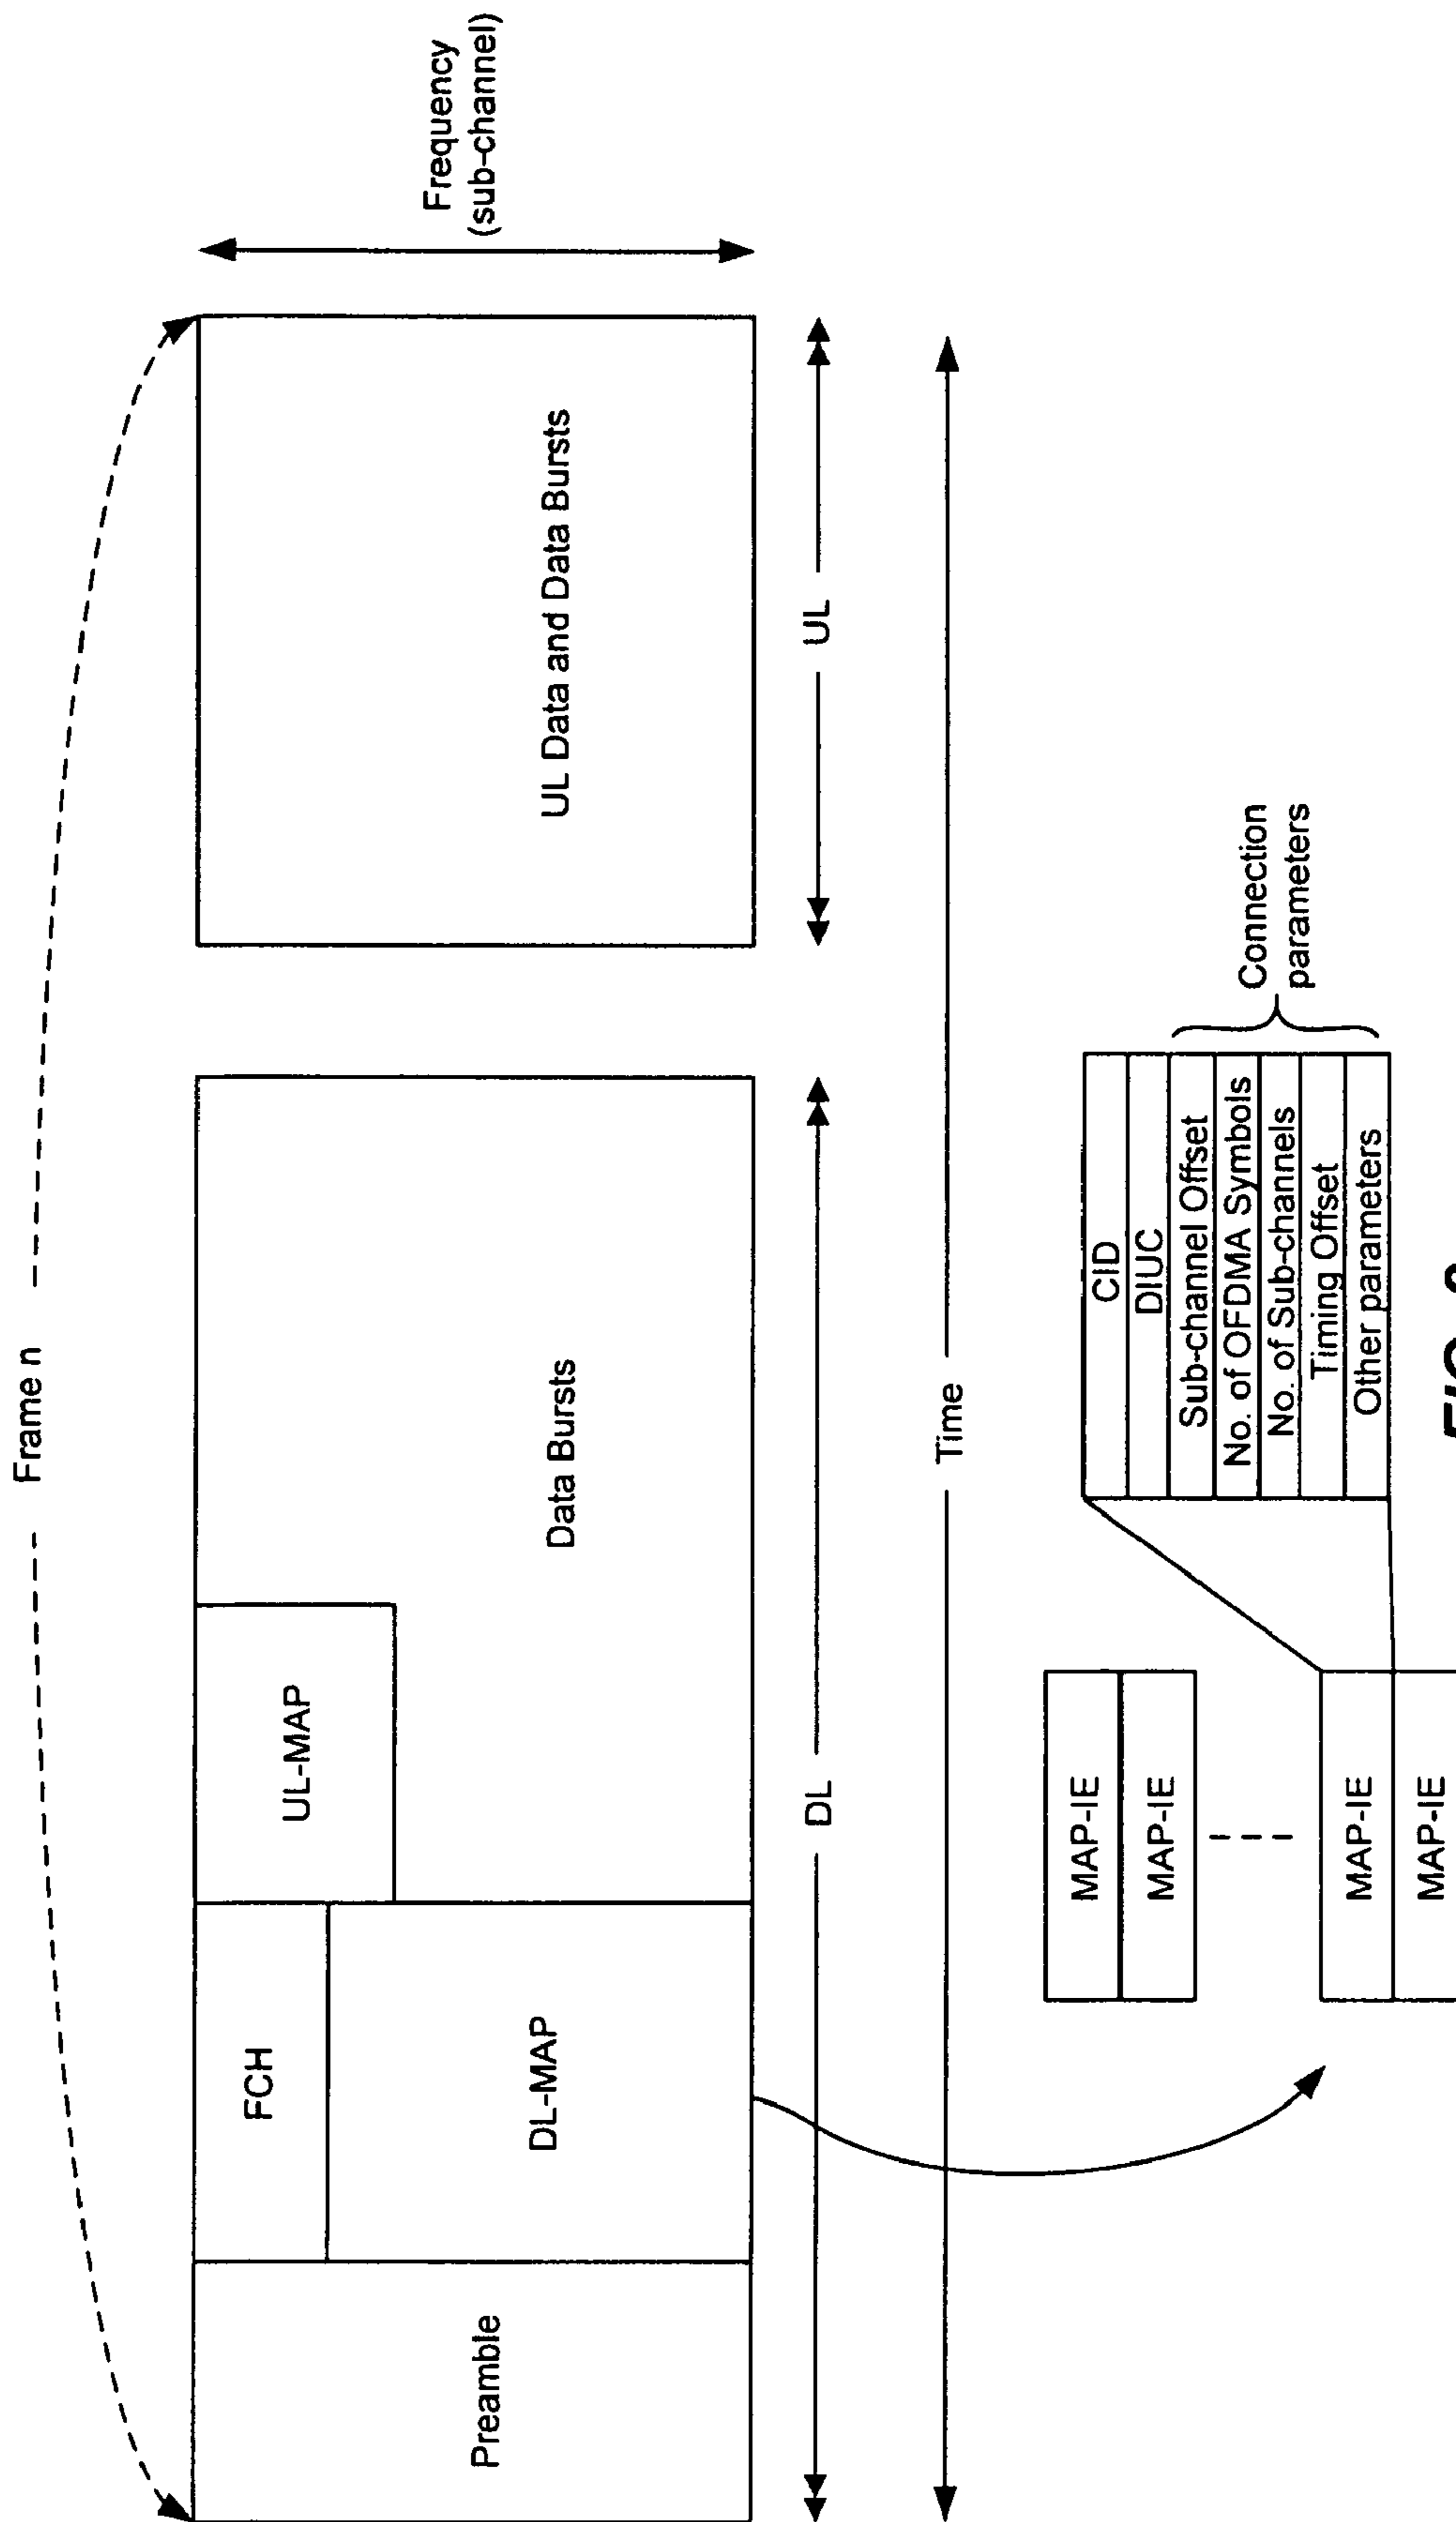 Frame n
Frequency
(sub-channel)
Preamble
FCH
DL-MAP
UL-MAP
Data Bursts
UL Data and Data Bursts
DL
UL
Time
MAP-IE
MAP-IE
MAP-IE
MAP-IE
CID
DIUC
Sub-channel Offset
No. of OFDMA Symbols
No. of Sub-channels
Timing Offset
Other parameters
Connection
parameters